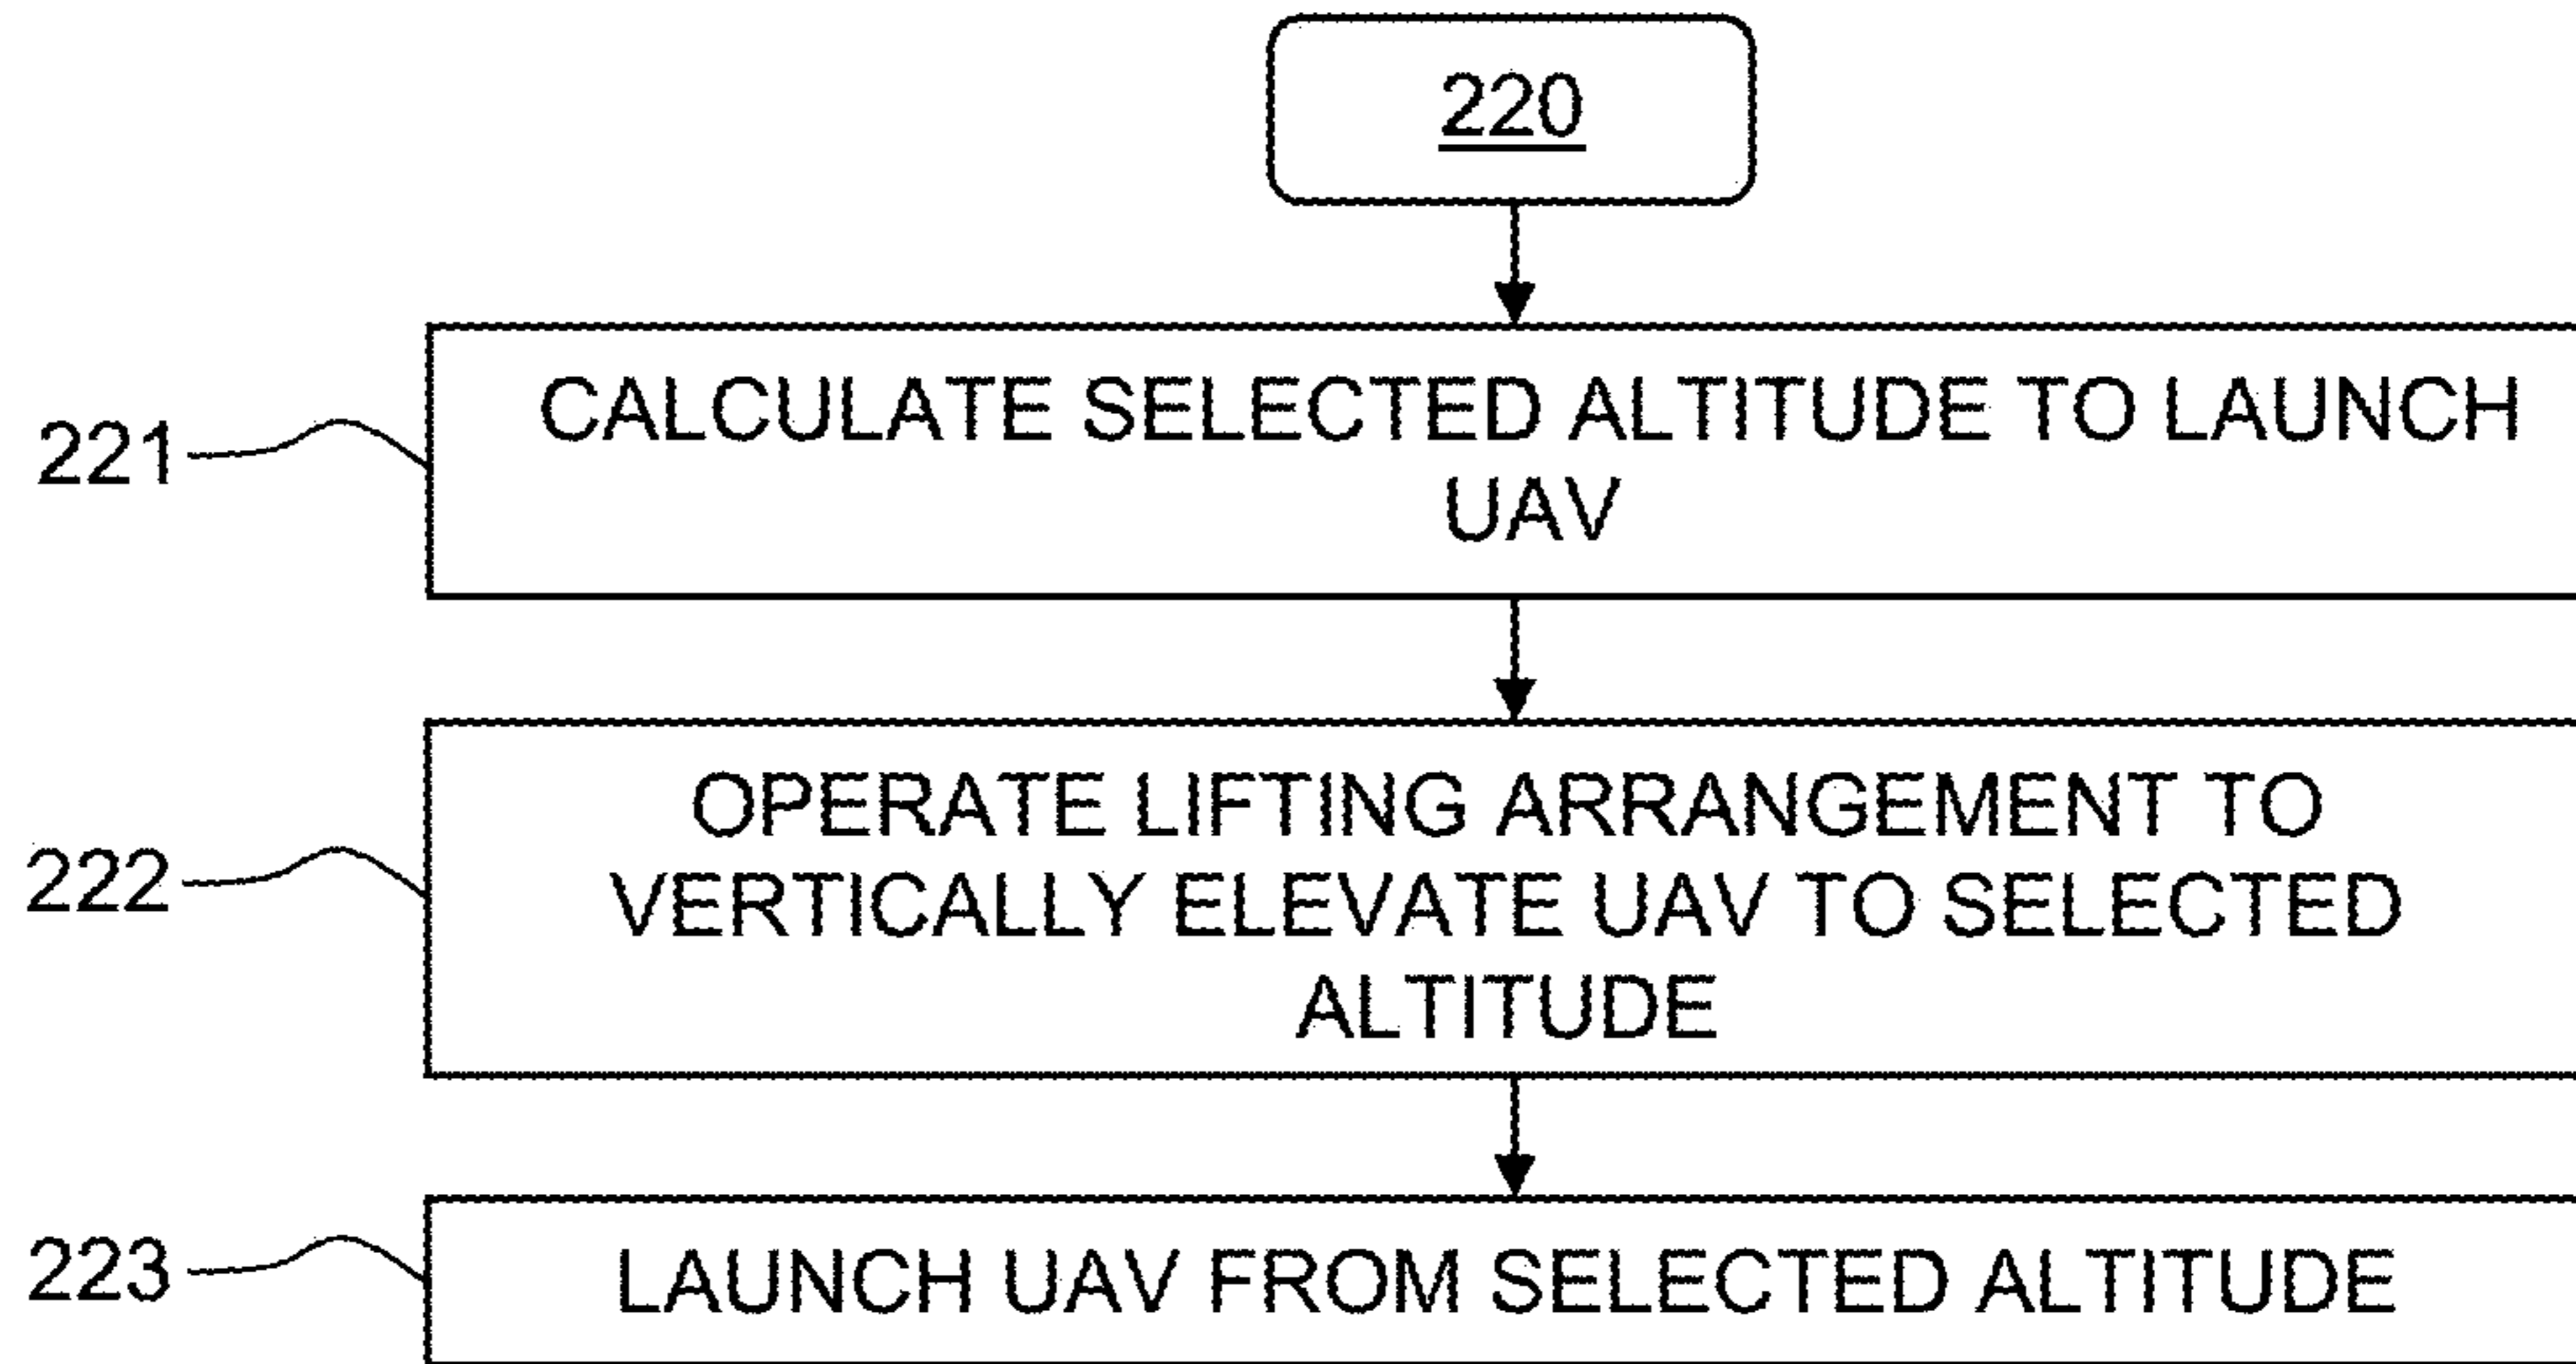 220
221
CALCULATE SELECTED ALTITUDE TO LAUNCH
UAV
222
OPERATE LIFTING ARRANGEMENT TO
VERTICALLY ELEVATE UAV TO SELECTED
ALTITUDE
223
LAUNCH UAV FROM SELECTED ALTITUDE